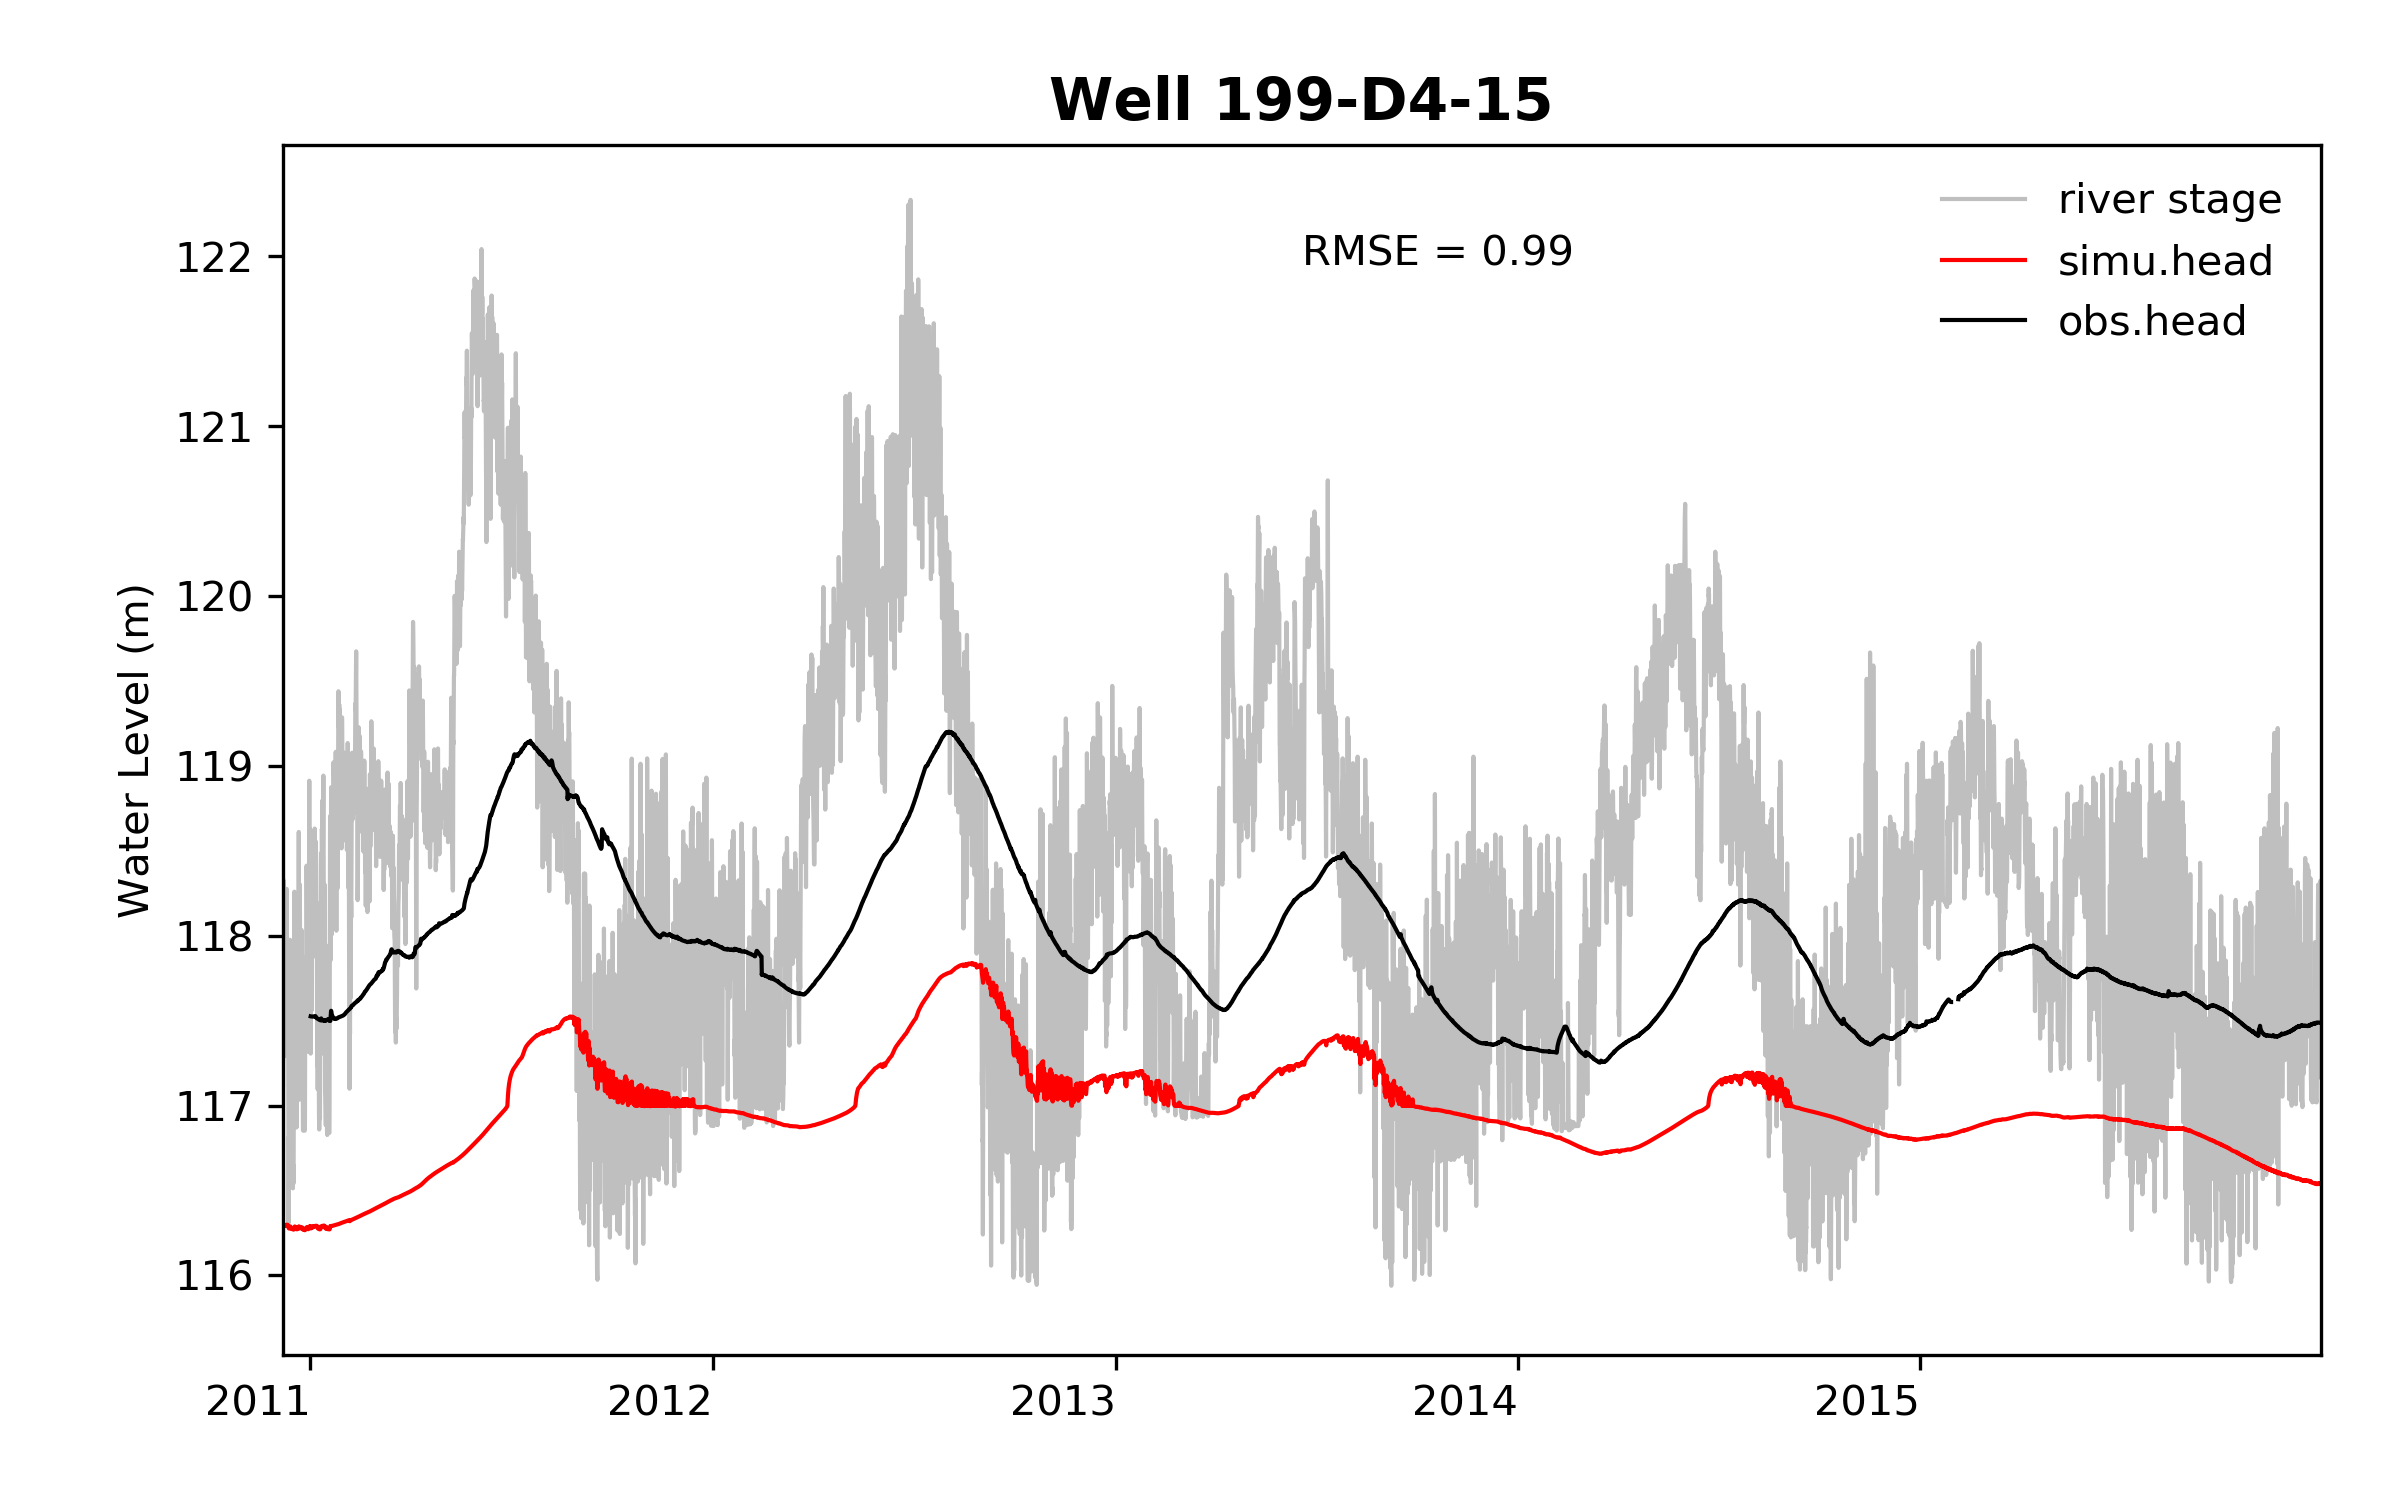 Well 199-D4-15
RMSE = 0.99
river stage
simu.head
obs.head
Water Level (m)
122
121
120
119
118
117
116
2011
2012
2013
2014
2015